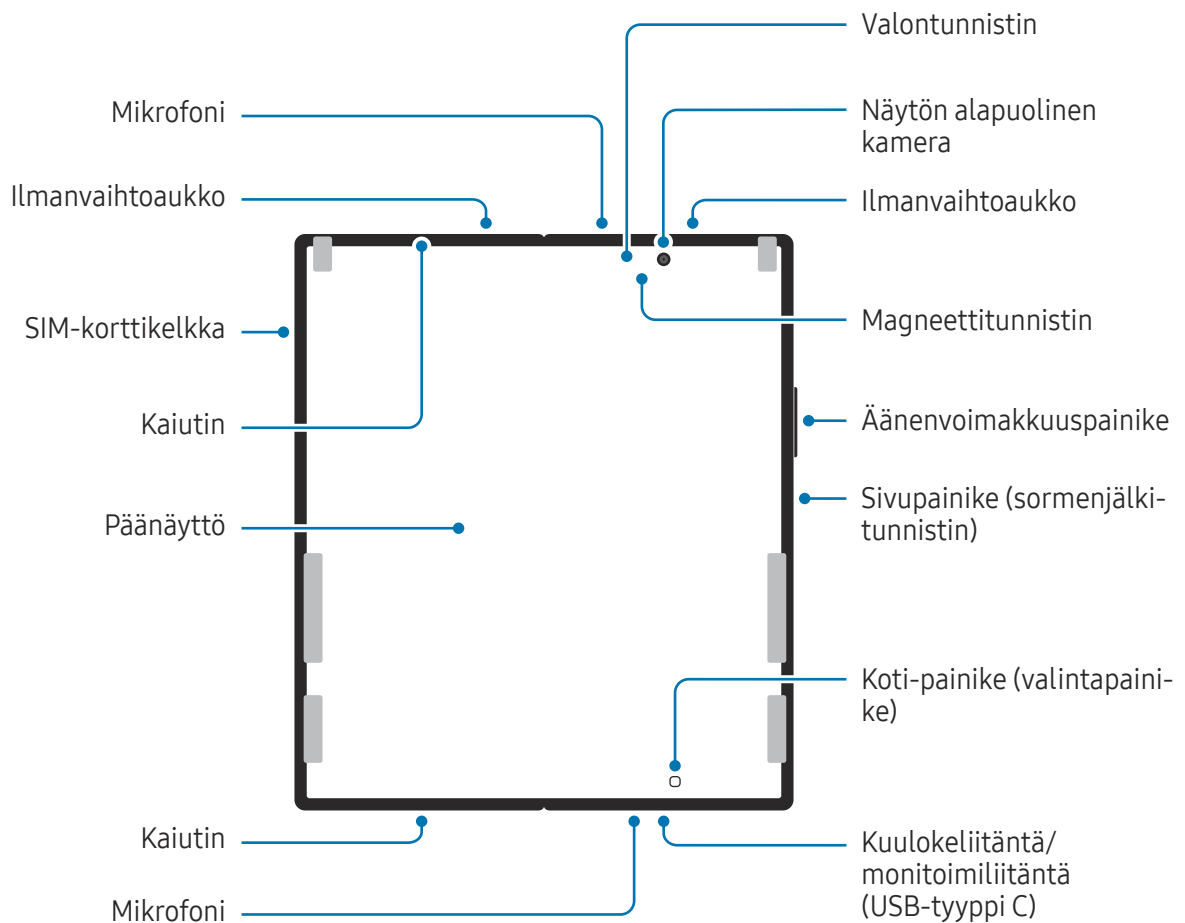 Valontunnistin
Mikrofoni
Näytön alapuolinen
kamera
Ilmanvaihtoaukko
Ilmanvaihtoaukko
SIM-korttikelkka
Magneettitunnistin
Kaiutin
Äänenvoimakkuuspainike
Sivupainike (sormenjälki-
tunnistin)
Päänäyttö
Koti-painike (valintapaini-
ke)
Kaiutin
Kuulokeliitäntä/
monitoimiliitäntä
(USB-tyyppi C)
Mikrofoni